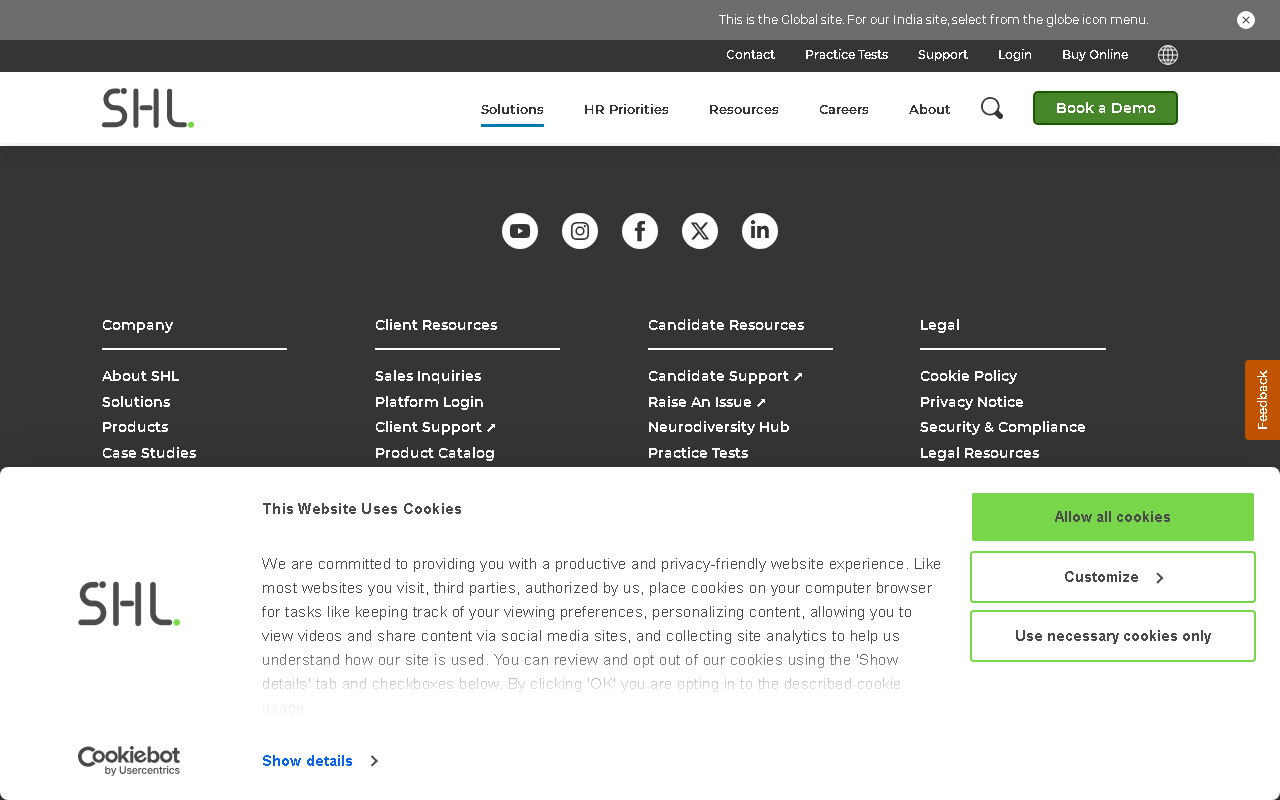 This is the Global site. For our India site, select from the globe icon menu.
Contact Practice Tests Support Login Buy Online
SHL.
Solutions HR Priorities Resources Careers About
Book a Demo
Company
About SHL
Solutions
Products
Case Studies
Client Resources
Sales Inquiries
Platform Login
Client Support ↗
Product Catalog
Candidate Resources
Candidate Support ↗
Raise An Issue ↗
Neurodiversity Hub
Practice Tests
Legal
Cookie Policy
Privacy Notice
Security & Compliance
Legal Resources
Feedback
SHL.
Cookiebot
by Usercentrics
This Website Uses Cookies
We are committed to providing you with a productive and privacy-friendly website experience. Like
most websites you visit, third parties, authorized by us, place cookies on your computer browser
for tasks like keeping track of your viewing preferences, personalizing content, allowing you to
view videos and share content via social media sites, and collecting site analytics to help us
understand how our site is used. You can review and opt out of our cookies using the 'Show
details' tab and checkboxes below. By clicking 'OK' you are opting in to the described cookie
usage.
Show details
Allow all cookies
Customize
Use necessary cookies only